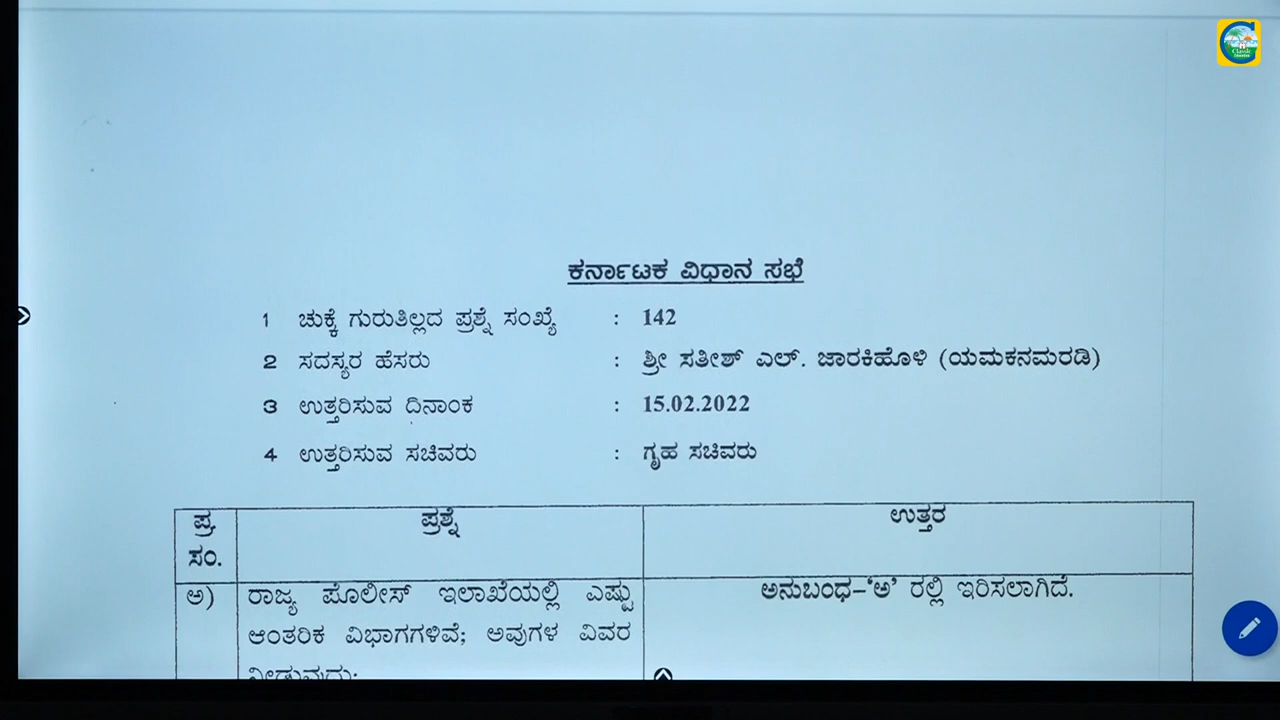 ಕರ್ನಾಟಕ ವಿಧಾನ ಸಭೆ
1 ಚುಕ್ಕೆ ಗುರುತಿಲ್ಲದ ಪ್ರಶ್ನೆ ಸಂಖ್ಯೆ : 142
2 ಸದಸ್ಯರ ಹೆಸರು : ಶ್ರೀ ಸತೀಶ್ ಎಲ್. ಜಾರಕಿಹೊಳಿ (ಯಮಕನಮರಡಿ)
3 ಉತ್ತರಿಸುವ ದಿನಾಂಕ : 15.02.2022
4 ಉತ್ತರಿಸುವ ಸಚಿವರು : ಗೃಹ ಸಚಿವರು
ಪ್ರ. ಸಂ. ಪ್ರಶ್ನೆ ಉತ್ತರ
ಅ) ರಾಜ್ಯ ಪೊಲೀಸ್ ಇಲಾಖೆಯಲ್ಲಿ ಎಷ್ಟು ಅನುಬಂಧ–'ಅ' ರಲ್ಲಿ ಇರಿಸಲಾಗಿದೆ.
ಆಂತರಿಕ ವಿಭಾಗಗಳಿವೆ; ಅವುಗಳ ವಿವರ
ನೀಡುವುದು;
Classic